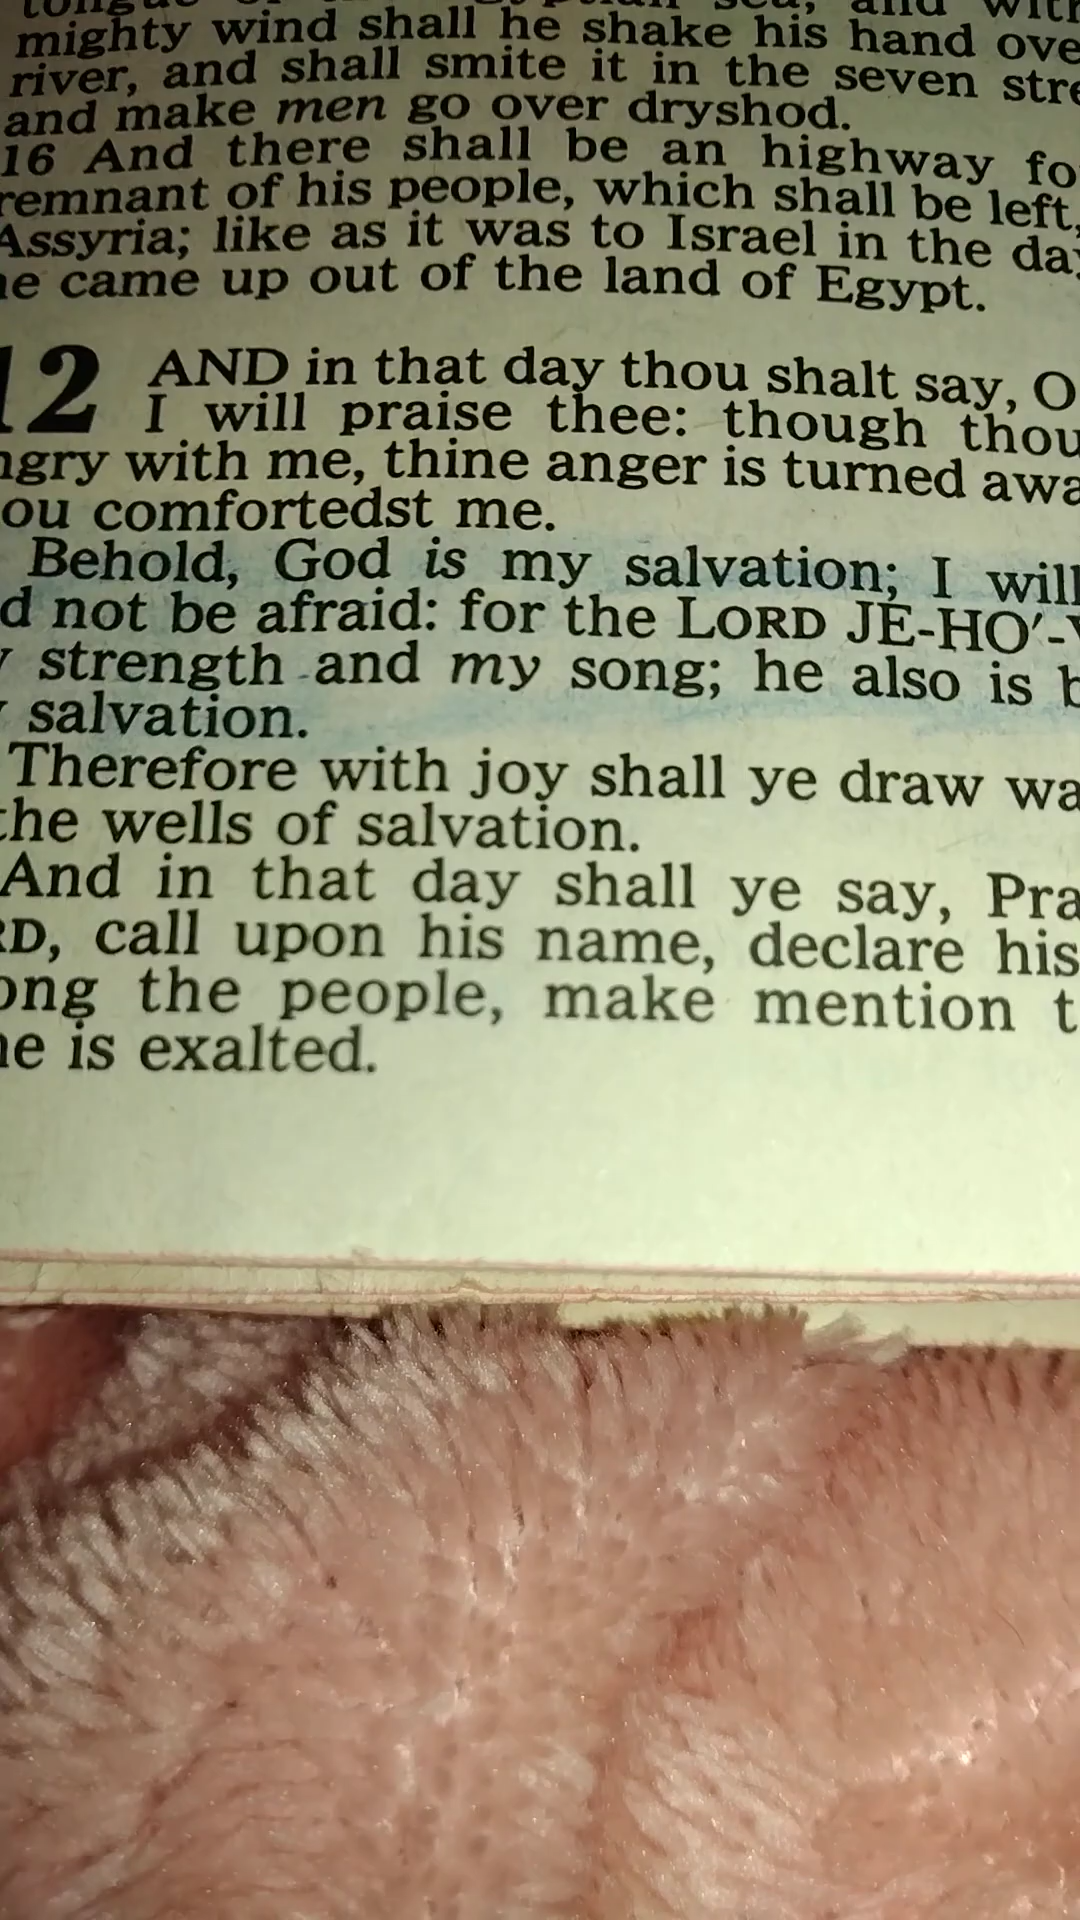 mighty wind shall he shake his hand ove
river, and shall smite it in the seven stre
and make men go over dryshod.
16 And there shall be an highway fo
remnant of his people, which shall be left,
Assyria; like as it was to Israel in the day
he came up out of the land of Egypt.
12 AND in that day thou shalt say, O
I will praise thee: though thou
ngry with me, thine anger is turned awa
ou comfortedst me.
Behold, God is my salvation; I will
d not be afraid: for the LORD JE-HO'-V
y strength and my song; he also is b
y salvation.
Therefore with joy shall ye draw wa
the wells of salvation.
And in that day shall ye say, Pra
RD, call upon his name, declare his
ong the people, make mention t
ne is exalted.